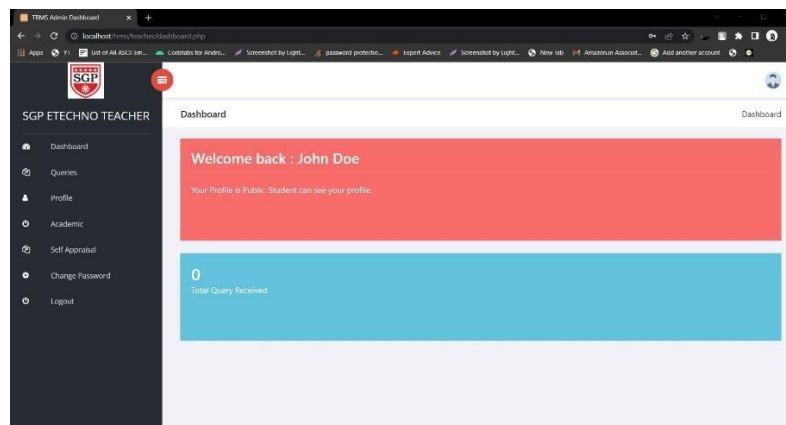 TRMS Admin Dashboard
localhost/trms/teacher/dashboard.php
Apps
List of All ASCII Em...
Codelabs for Andro...
Screenshot by Light...
password protectio...
Expert Advice
Screenshot by Light...
New Tab
Amazonin Associat...
Add another account
SGP
SGP ETECHNO TEACHER
Dashboard
Dashboard
Dashboard
Queries
Profile
Academic
Self Appraisal
Change Password
Logout
Welcome back : John Doe
Your Profile is Public. Student can see your profile.
0
Total Query Received